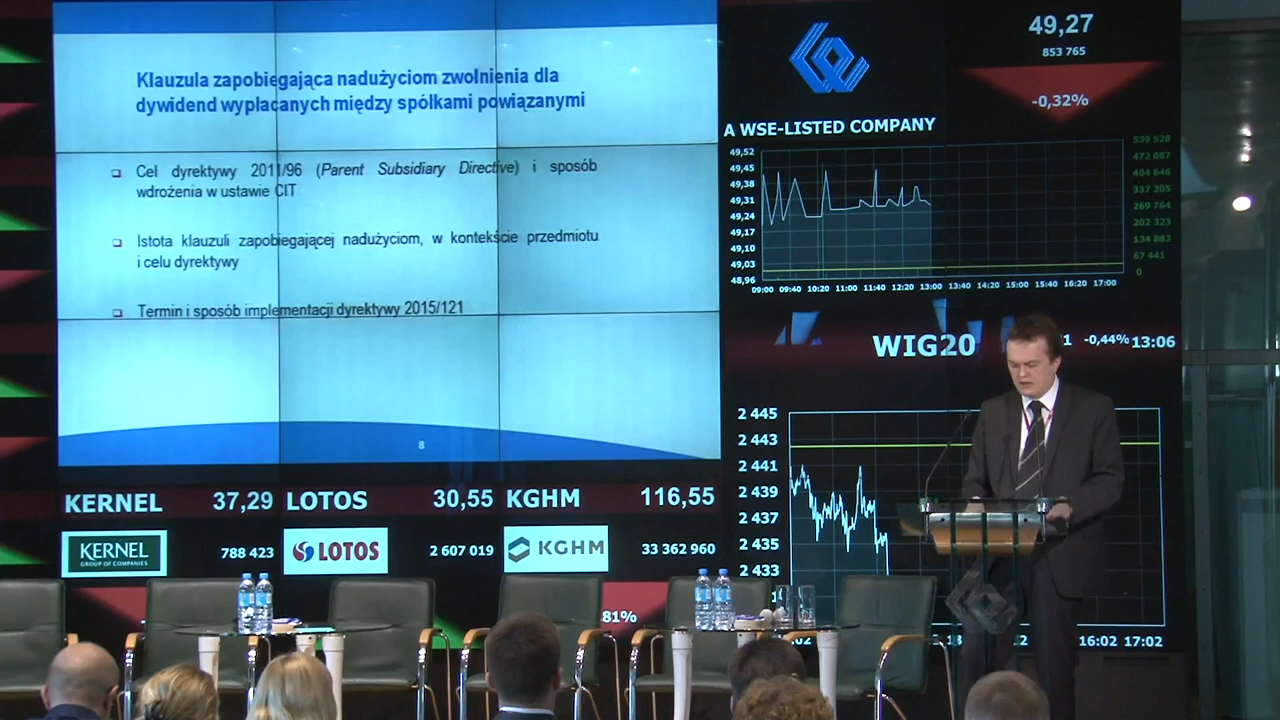 Klauzula zapobiegająca nadużyciom zwolnienia dla
dywidend wypłacanych między spółkami powiązanymi
Cel dyrektywy 2011/96 (Parent Subsidiary Directive) i sposób
wdrożenia w ustawie CIT
Istota klauzuli zapobiegającej nadużyciom, w kontekście przedmiotu
i celu dyrektywy
Termin i sposób implementacji dyrektywy 2015/121
8
KERNEL 37,29 LOTOS 30,55 KGHM 116,55
KERNEL
GROUP OF COMPANIES
788 423
LOTOS
2 607 019
KGHM
33 362 960
81%
49,27
853 765
-0,32%
A WSE-LISTED COMPANY
49,52
49,45
49,38
49,31
49,24
49,17
49,10
49,03
48,96
539 528
472 087
404 646
337 205
269 764
202 323
134 882
67 441
0
09:00 09:40 10:20 11:00 11:40 12:20 13:00 13:40 14:20 15:00 15:40 16:20 17:00
WIG20 1 -0,44% 13:06
2 445
2 443
2 441
2 439
2 437
2 435
2 433
16:02 17:02